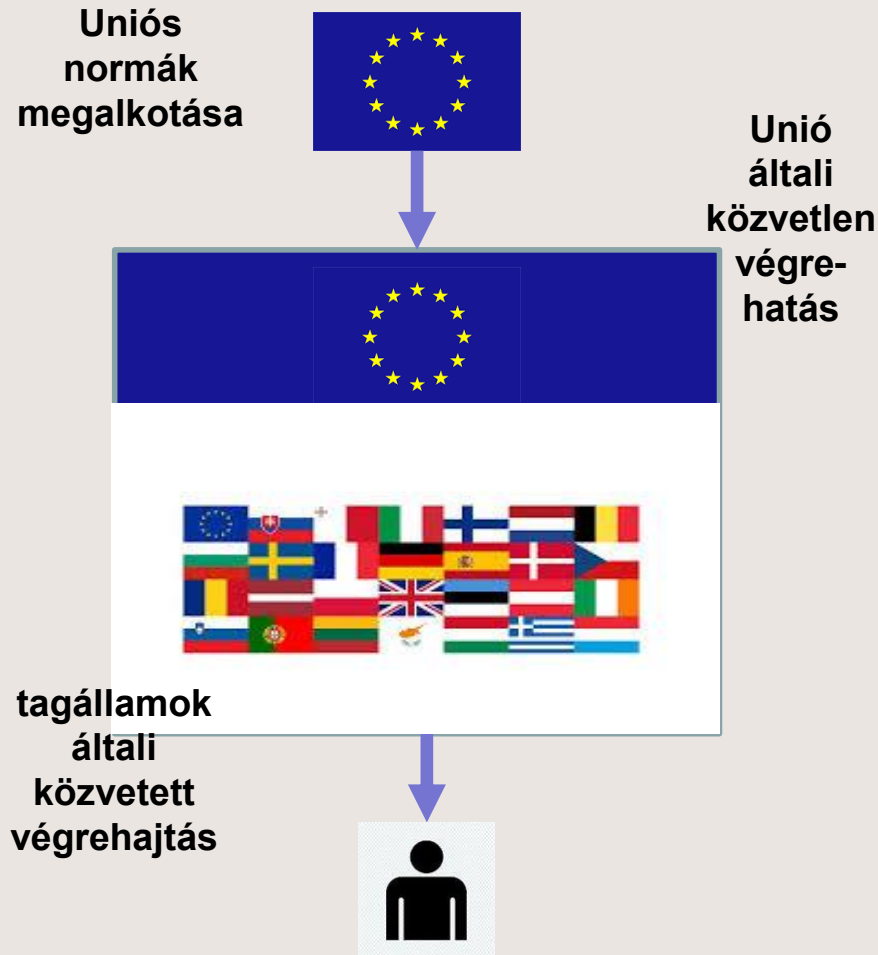 Uniós
normák
megalkotása
Unió
általi
közvetlen
végre-
hatás
tagállamok
általi
közvetett
végrehajtás